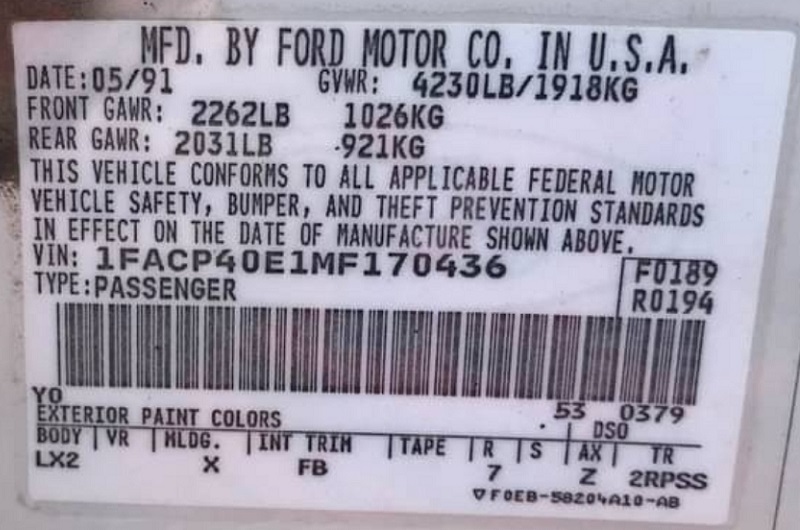 MFD. BY FORD MOTOR CO. IN U.S.A.
DATE:05/91 GVWR: 4230LB/1918KG
FRONT GAWR: 2262LB 1026KG
REAR GAWR: 2031LB 921KG
THIS VEHICLE CONFORMS TO ALL APPLICABLE FEDERAL MOTOR
VEHICLE SAFETY, BUMPER, AND THEFT PREVENTION STANDARDS
IN EFFECT ON THE DATE OF MANUFACTURE SHOWN ABOVE.
VIN: 1FACP40E1MF170436 F0189
TYPE:PASSENGER R0194
YO 53 0379
EXTERIOR PAINT COLORS DSO
BODY VR MLDG. INT TRIM TAPE R S AX TR
LX2 X FB 7 Z 2RPSS
▽F0EB-58204A10-AB